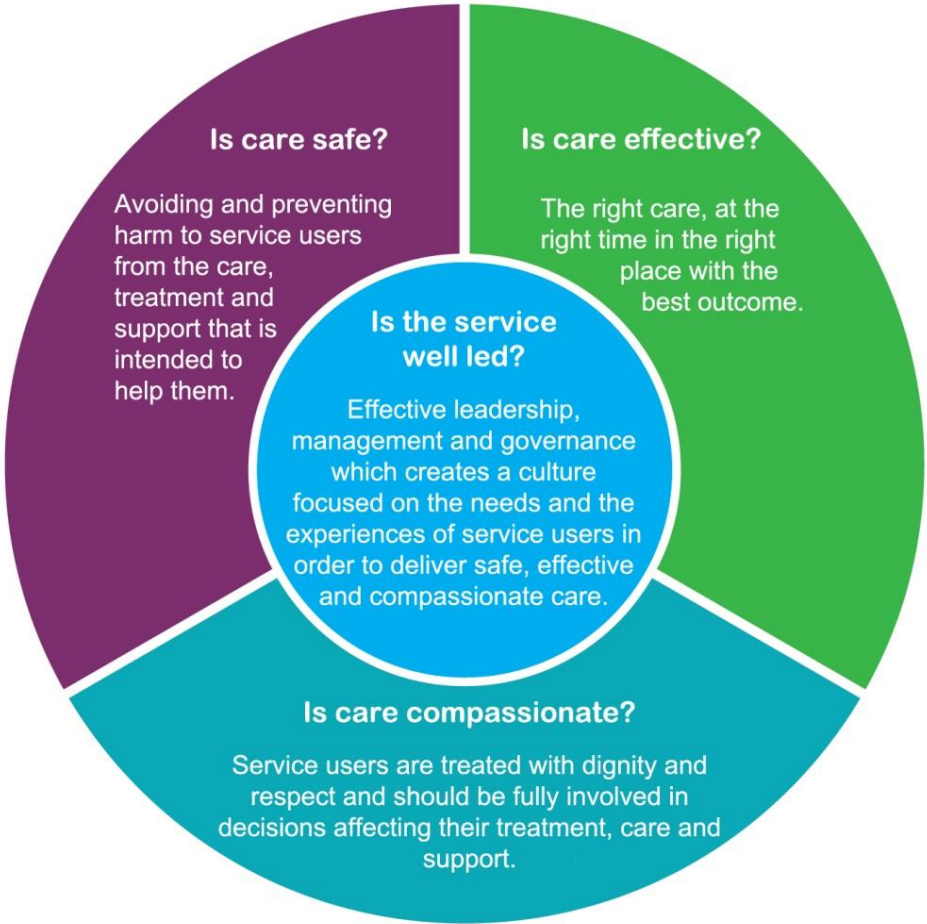 Is care safe?
Avoiding and preventing
harm to service users
from the care,
treatment and
support that is
intended to
help them.
Is care effective?
The right care, at the
right time in the right
place with the
best outcome.
Is the service
well led?
Effective leadership,
management and governance
which creates a culture
focused on the needs and the
experiences of service users in
order to deliver safe, effective
and compassionate care.
Is care compassionate?
Service users are treated with dignity and
respect and should be fully involved in
decisions affecting their treatment, care and
support.